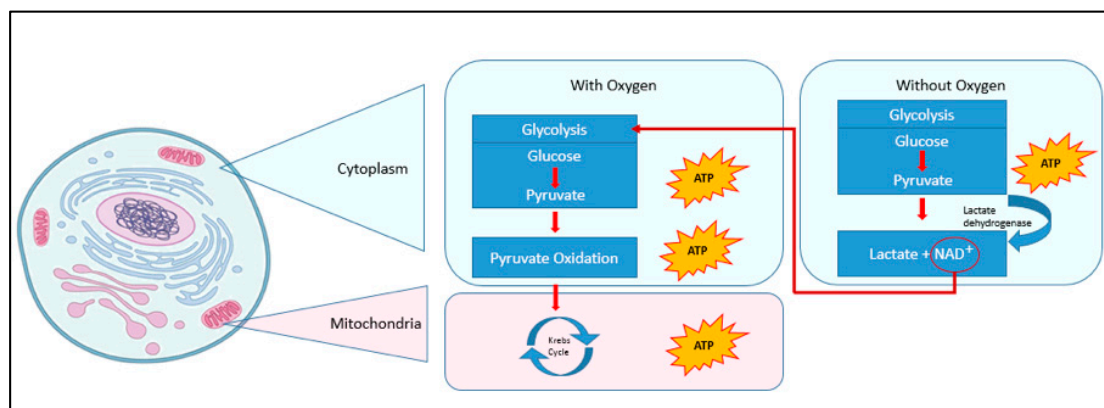 With Oxygen
Glycolysis
Glucose
Pyruvate
ATP
Pyruvate Oxidation
ATP
Krebs
Cycle
ATP
Cytoplasm
Mitochondria
Without Oxygen
Glycolysis
Glucose
Pyruvate
ATP
Lactate
dehydrogenase
Lactate + NAD⁺